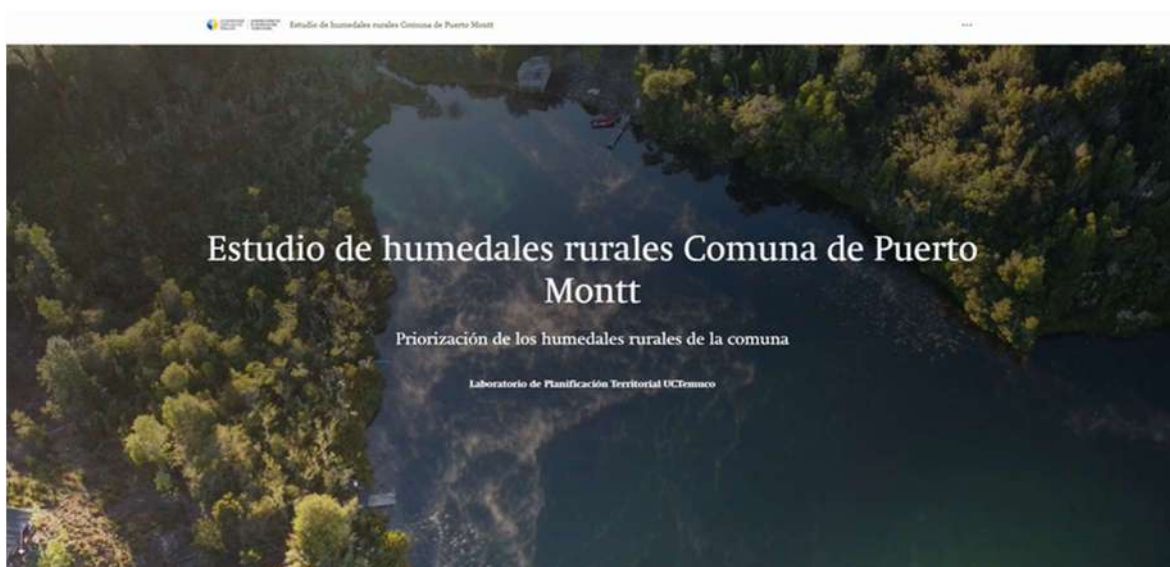 Estudio de humedales rurales Comuna de Puerto Montt
Estudio de humedales rurales Comuna de Puerto
Montt
Priorización de los humedales rurales de la comuna
Laboratorio de Planificación Territorial UCTemuco